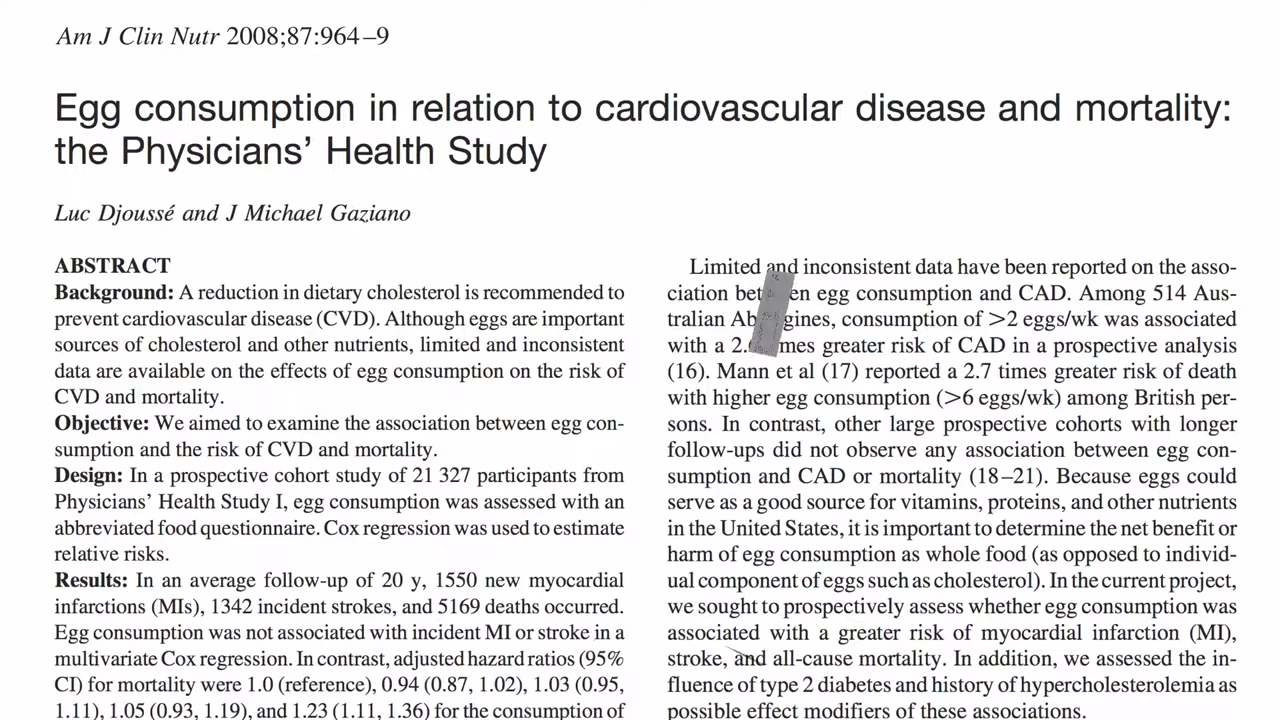 Am J Clin Nutr 2008;87:964–9
Egg consumption in relation to cardiovascular disease and mortality:
the Physicians’ Health Study
Luc Djoussé and J Michael Gaziano
ABSTRACT
Background: A reduction in dietary cholesterol is recommended to
prevent cardiovascular disease (CVD). Although eggs are important
sources of cholesterol and other nutrients, limited and inconsistent
data are available on the effects of egg consumption on the risk of
CVD and mortality.
Objective: We aimed to examine the association between egg con-
sumption and the risk of CVD and mortality.
Design: In a prospective cohort study of 21 327 participants from
Physicians’ Health Study I, egg consumption was assessed with an
abbreviated food questionnaire. Cox regression was used to estimate
relative risks.
Results: In an average follow-up of 20 y, 1550 new myocardial
infarctions (MIs), 1342 incident strokes, and 5169 deaths occurred.
Egg consumption was not associated with incident MI or stroke in a
multivariate Cox regression. In contrast, adjusted hazard ratios (95%
CI) for mortality were 1.0 (reference), 0.94 (0.87, 1.02), 1.03 (0.95,
1.11), 1.05 (0.93, 1.19), and 1.23 (1.11, 1.36) for the consumption of
Limited and inconsistent data have been reported on the asso-
ciation egg consumption and CAD. Among 514 Aus-
tralian consumption of >2 eggs/wk was associated
with a greater risk of CAD in a prospective analysis
(16). Mann et al (17) reported a 2.7 times greater risk of death
with higher egg consumption (>6 eggs/wk) among British per-
sons. In contrast, other large prospective cohorts with longer
follow-ups did not observe any association between egg con-
sumption and CAD or mortality (18–21). Because eggs could
serve as a good source for vitamins, proteins, and other nutrients
in the United States, it is important to determine the net benefit or
harm of egg consumption as whole food (as opposed to individ-
ual component of eggs such as cholesterol). In the current project,
we sought to prospectively assess whether egg consumption was
associated with a greater risk of myocardial infarction (MI),
stroke, and all-cause mortality. In addition, we assessed the in-
fluence of type 2 diabetes and history of hypercholesterolemia as
possible effect modifiers of these associations.